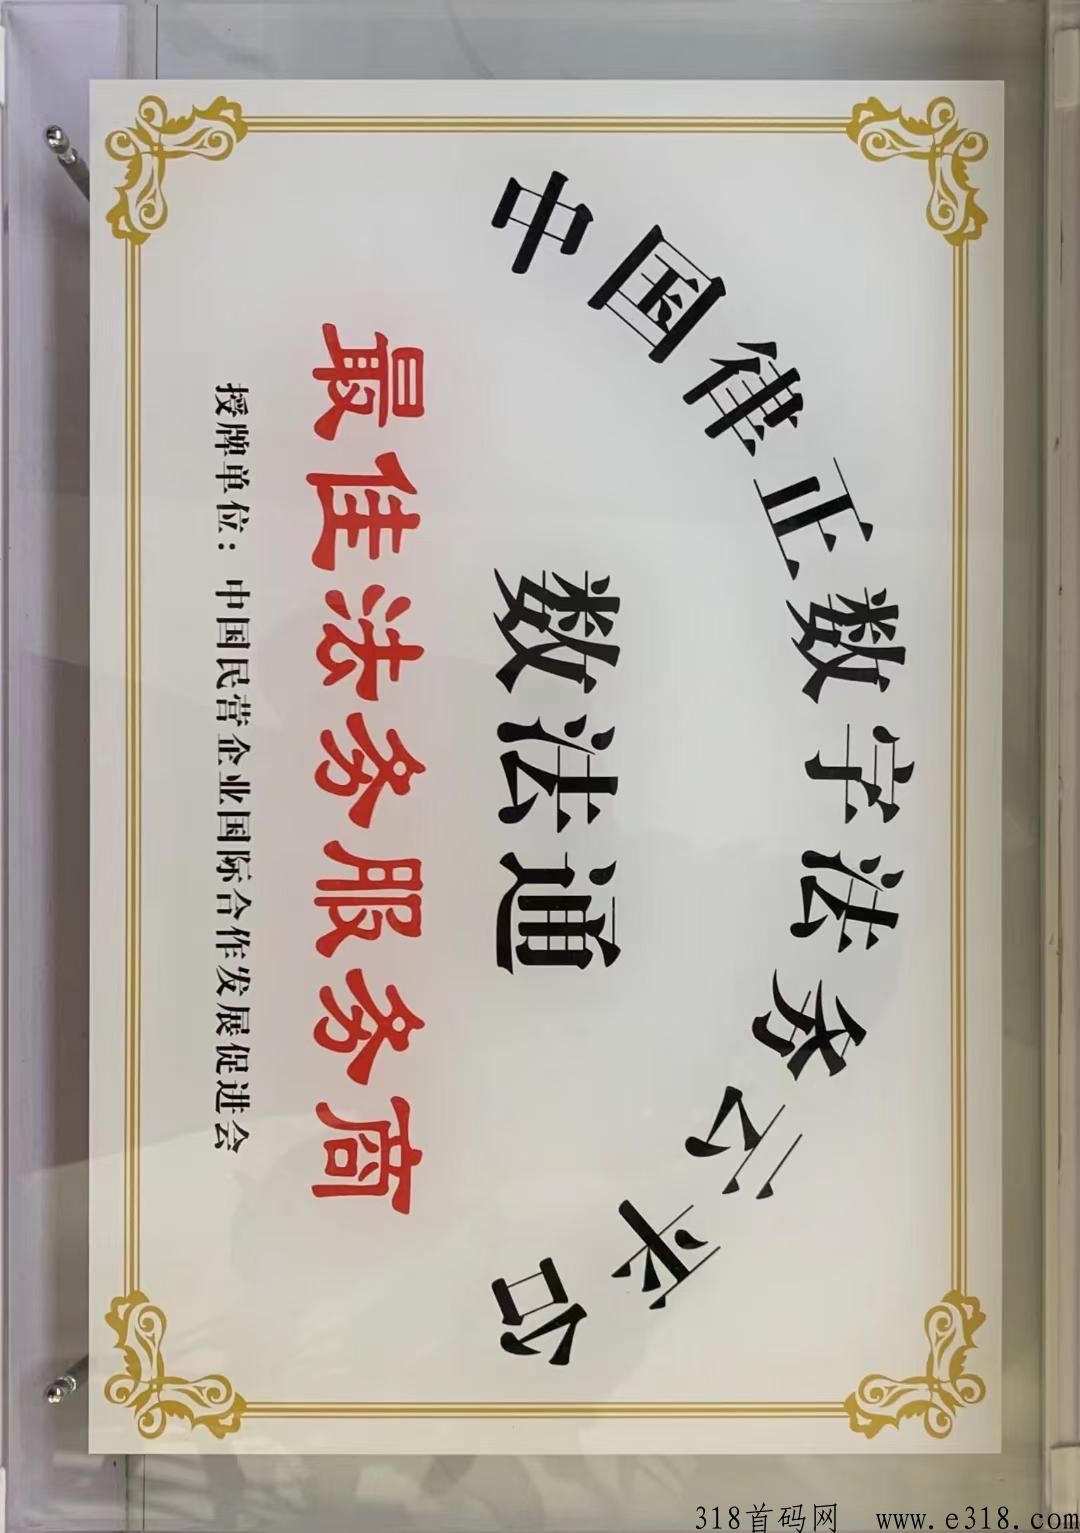 中国律正数字法务云平台
数法通
最佳法务服务商
授牌单位：中国民营企业国际合作发展促进会
318首码网 www.e318.com